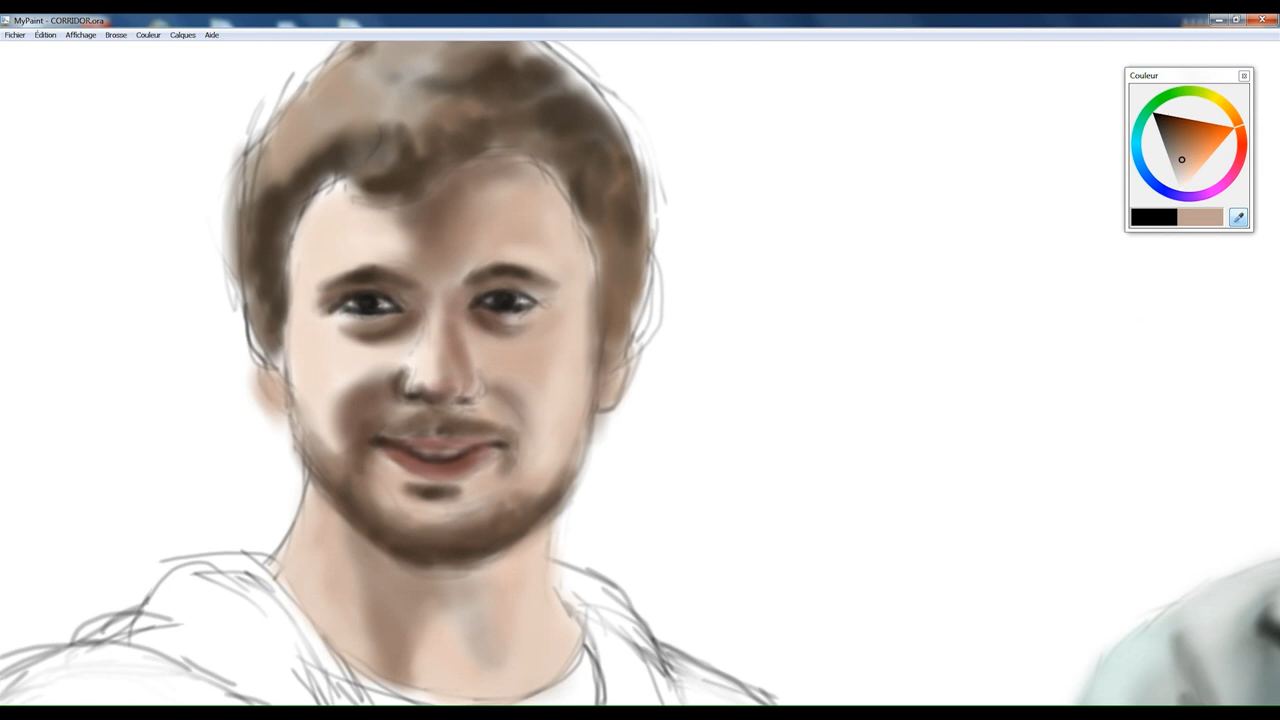 MyPaint - CORRIDOR.ora
Fichier Édition Affichage Brosse Couleur Calques Aide
Couleur